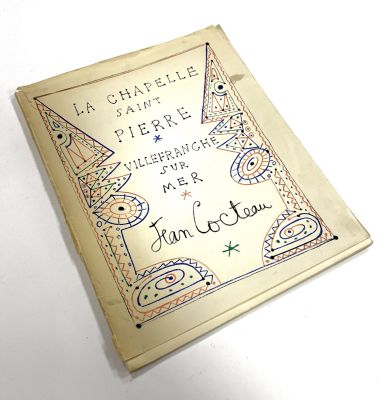 LA CHAPELLE
SAINT
PIERRE
VILLEFRANCHE
SUR
MER
Jean Cocteau